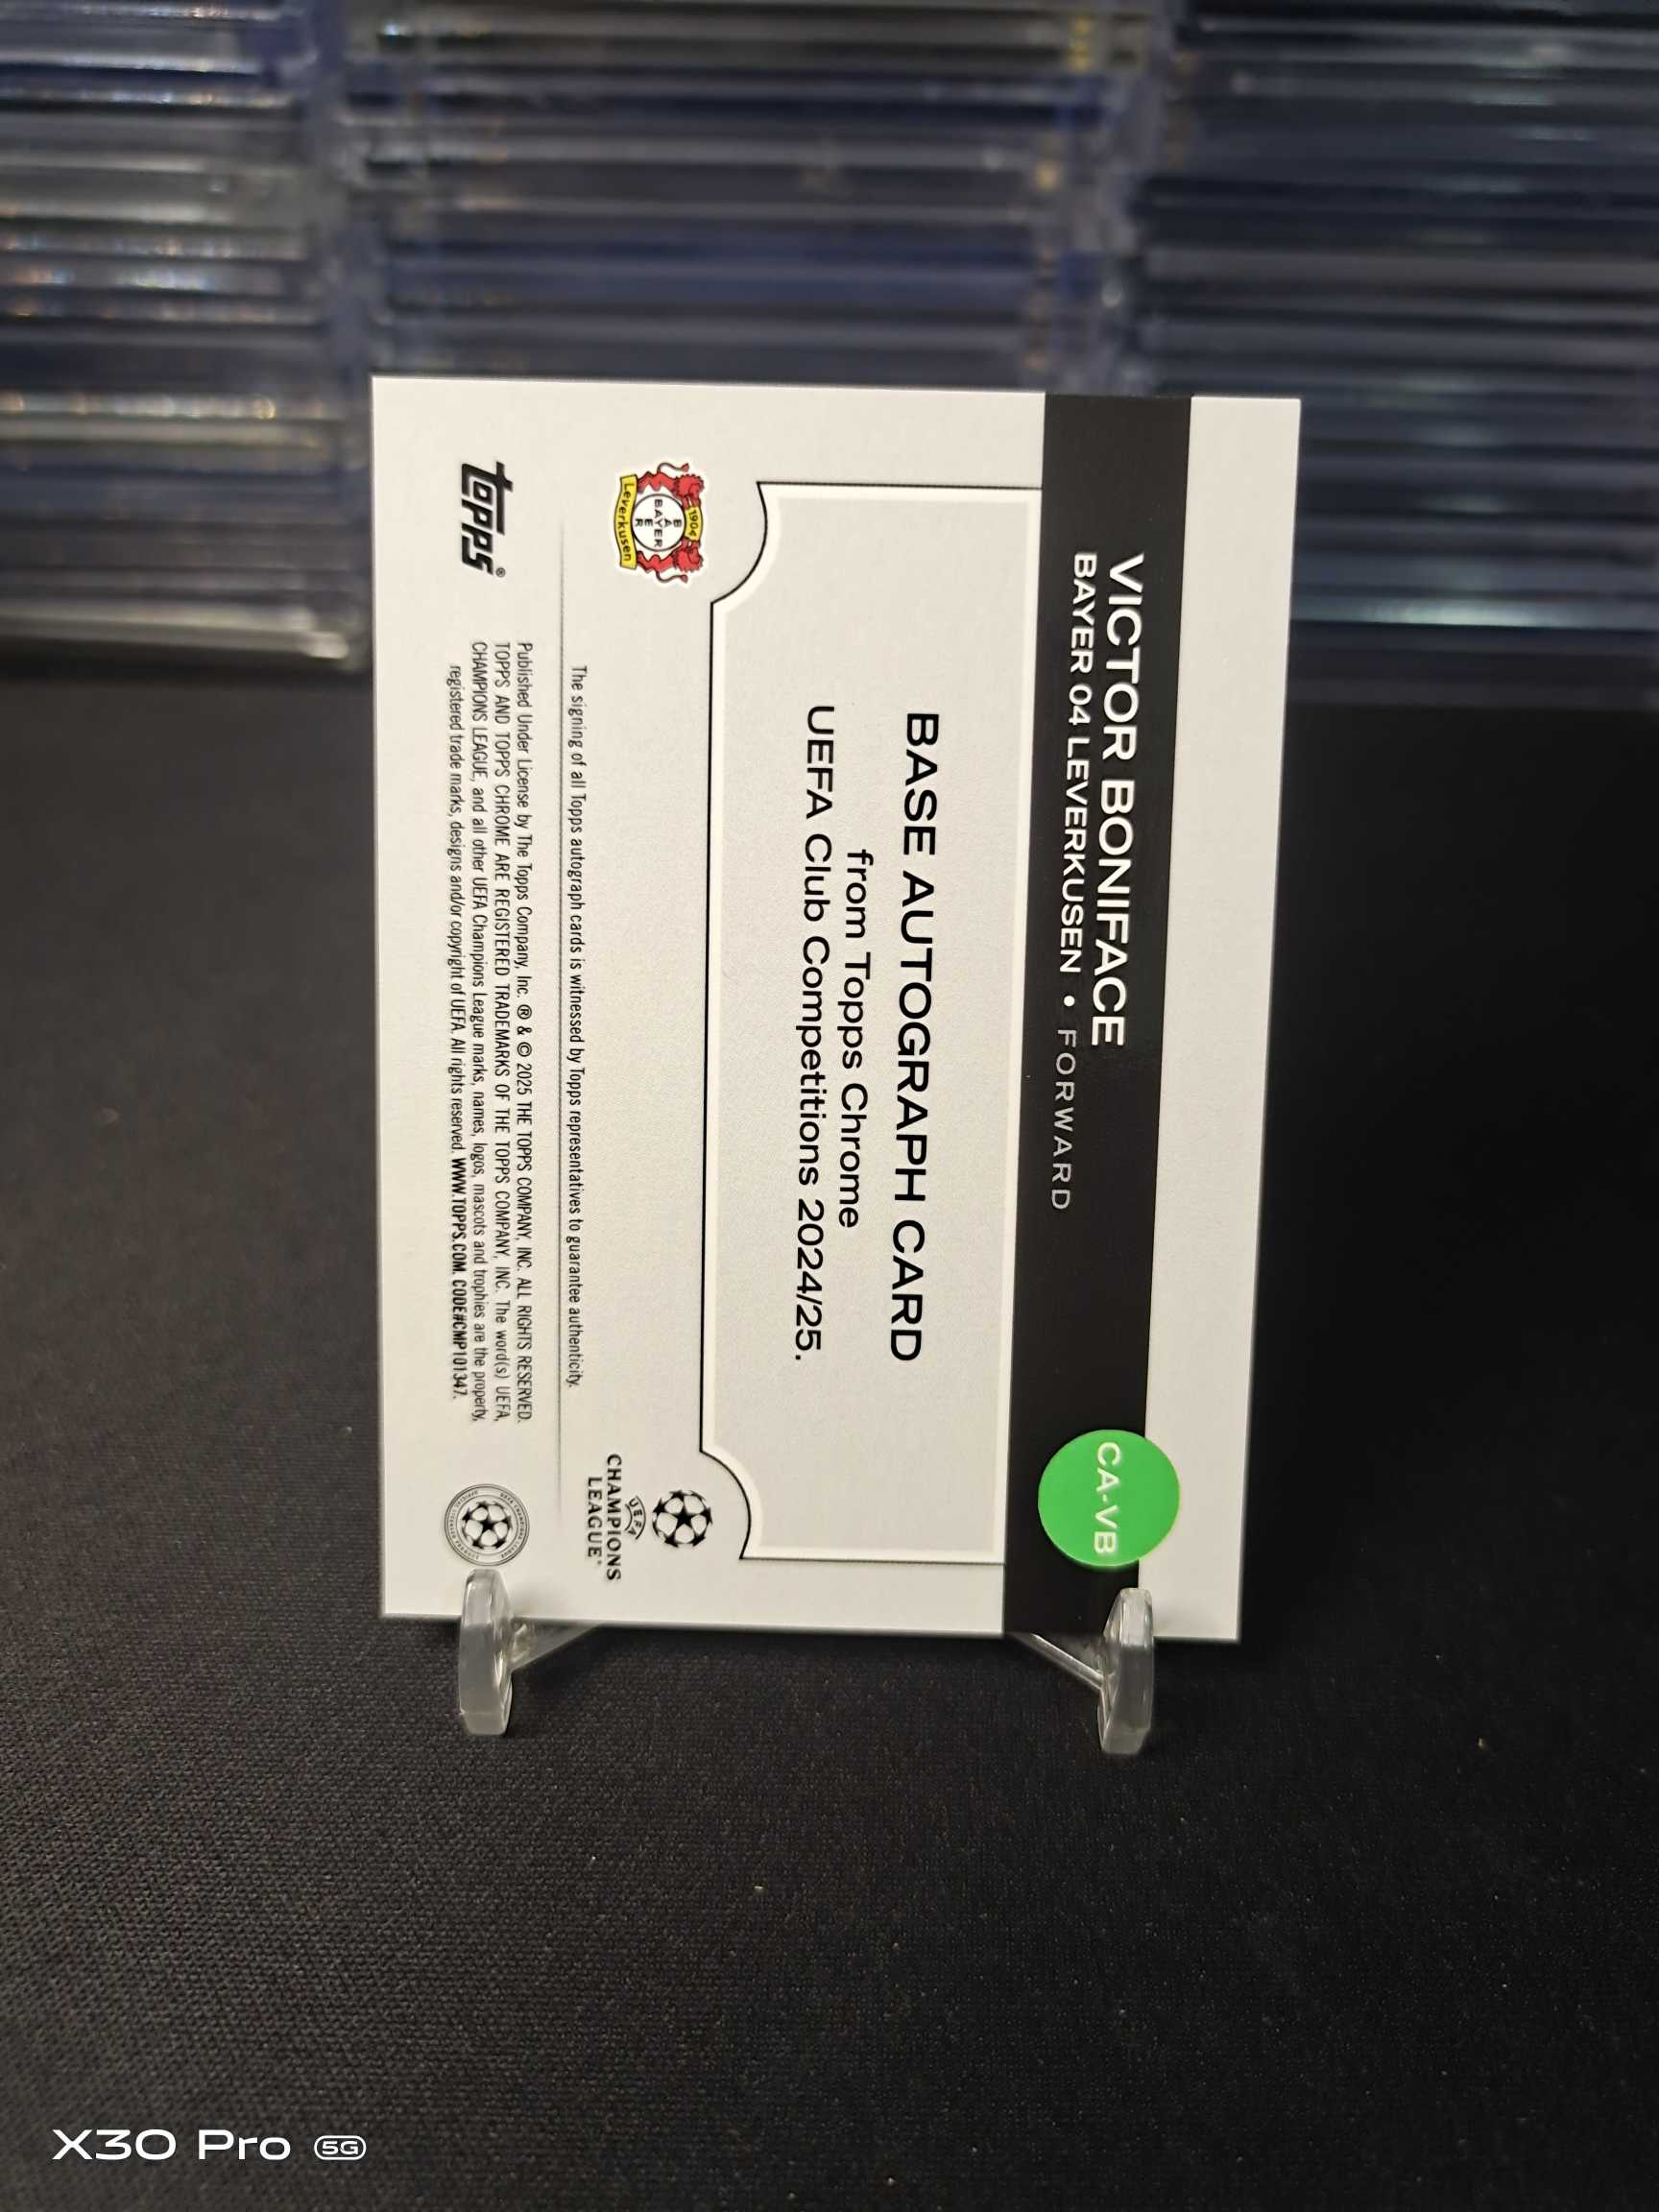 VICTOR BONIFACE
BAYER 04 LEVERKUSEN • FORWARD
CA-VB
BASE AUTOGRAPH CARD
from Topps Chrome
UEFA Club Competitions 2024/25.
1904
BAYER
BAYER
Leverkusen
UEFA
CHAMPIONS
LEAGUE®
The signing of all Topps autograph cards is witnessed by Topps representatives to guarantee authenticity.
topps®
Published Under License by The Topps Company, Inc. ® & © 2025 THE TOPPS COMPANY, INC. ALL RIGHTS RESERVED.
TOPPS AND TOPPS CHROME ARE REGISTERED TRADEMARKS OF THE TOPPS COMPANY, INC. The word(s) UEFA,
CHAMPIONS LEAGUE, and all other UEFA Champions League marks, names, logos, mascots and trophies are the property,
registered trade marks, designs and/or copyright of UEFA. All rights reserved. WWW.TOPPS.COM. CODE#CMP101347.
X30 Pro 5G